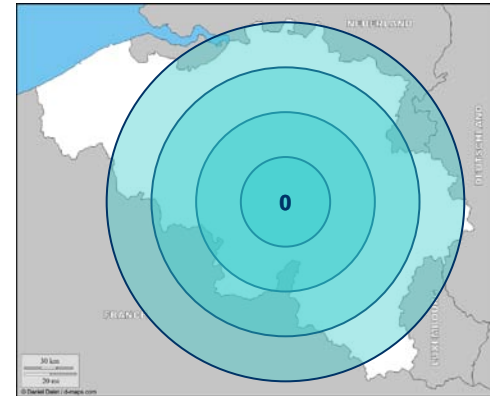 NEDERLAND
DEUTSCHLAND
0
FRANCE
LUXEMBOURG
30 km
20 mi
© Daniel Dalet / d-maps.com